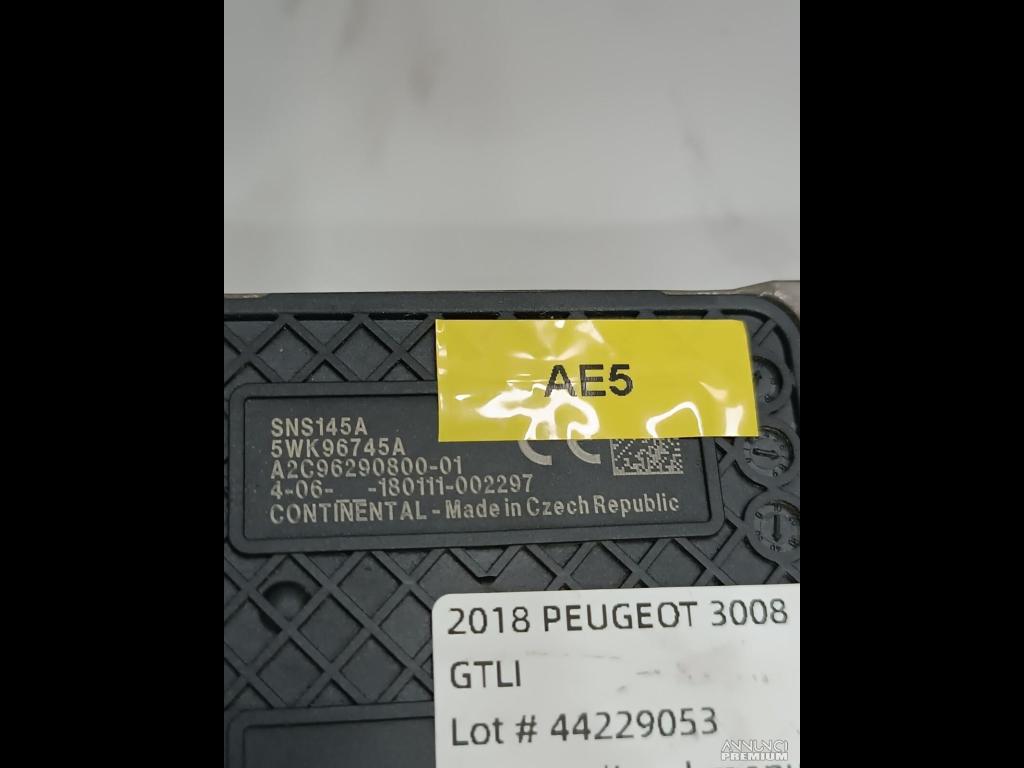 AE5
SNS145A
5WK96745A
A2C96290800-01
4-06- -180111-002297
CONTINENTAL - Made in Czech Republic
2018 PEUGEOT 3008
GTLI
Lot # 44229053
ANNUNCI
PREMIUM